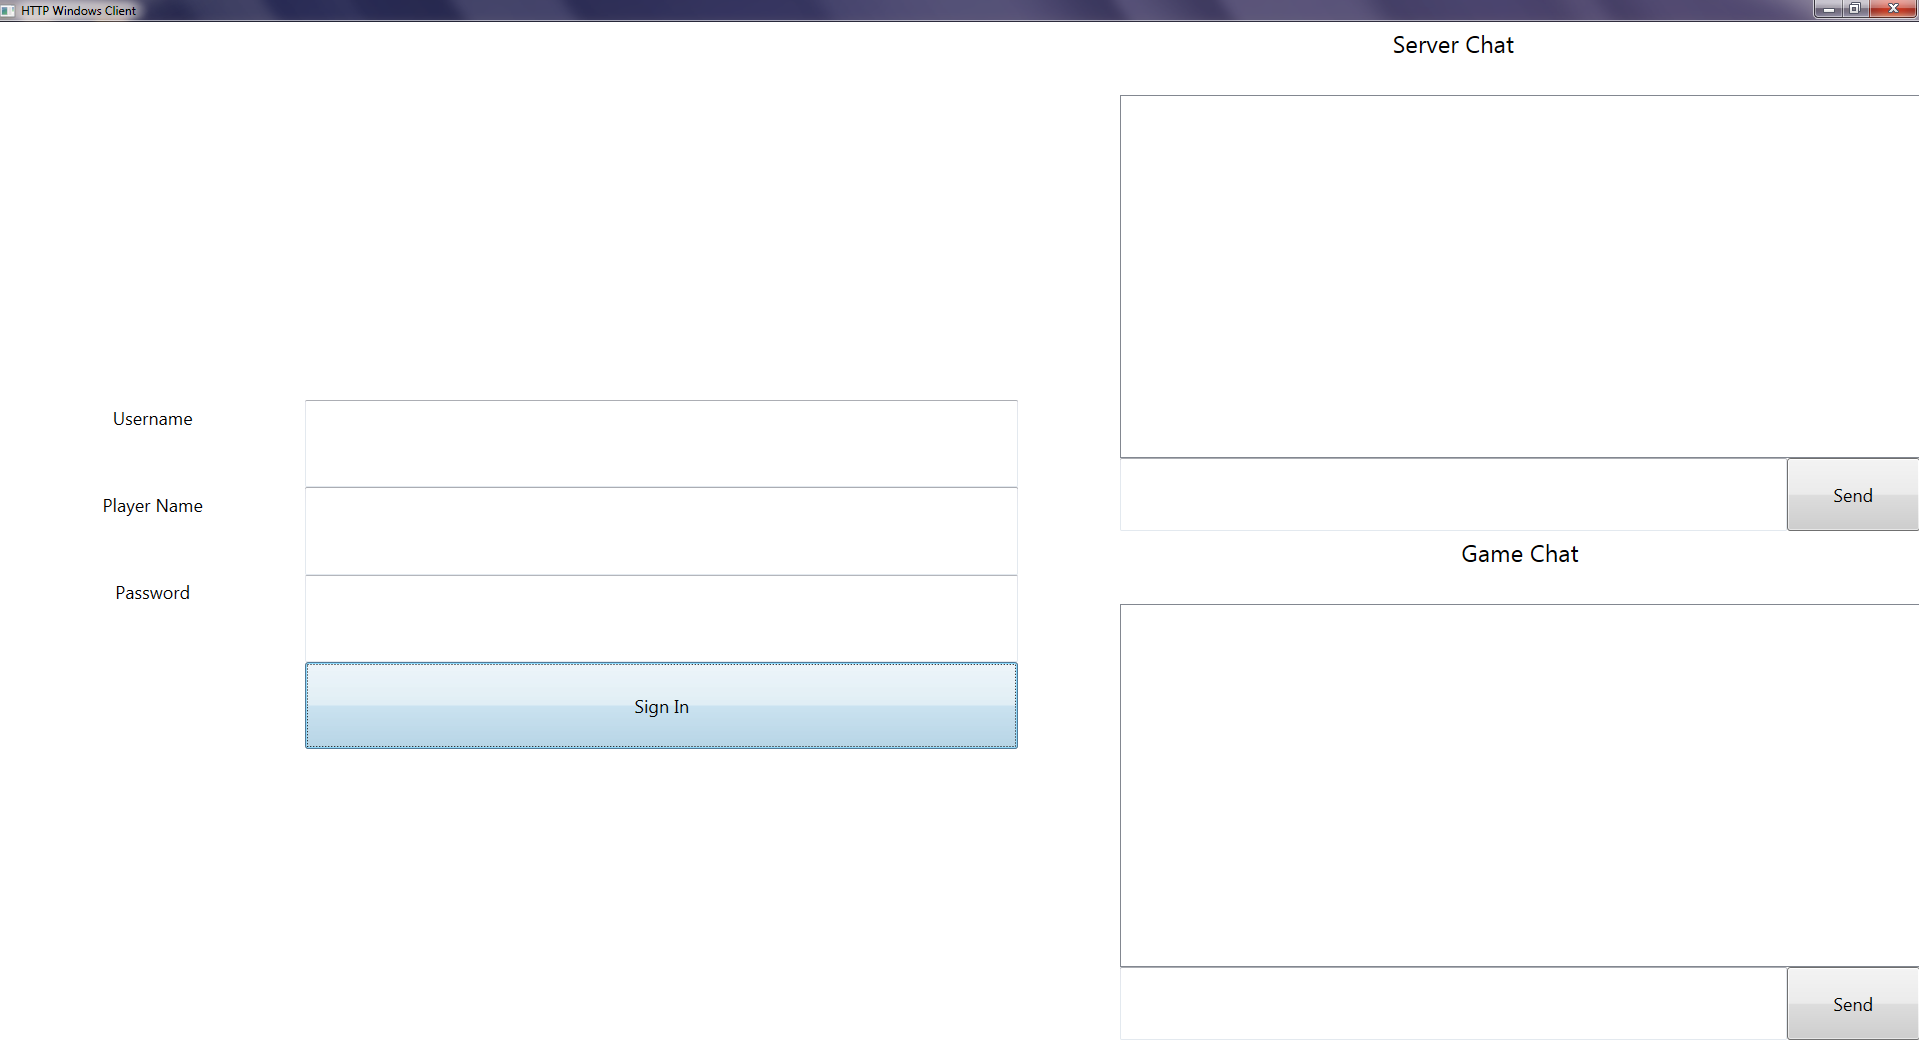 HTTP Windows Client
Server Chat
Username
Player Name
Password
Sign In
Send
Game Chat
Send